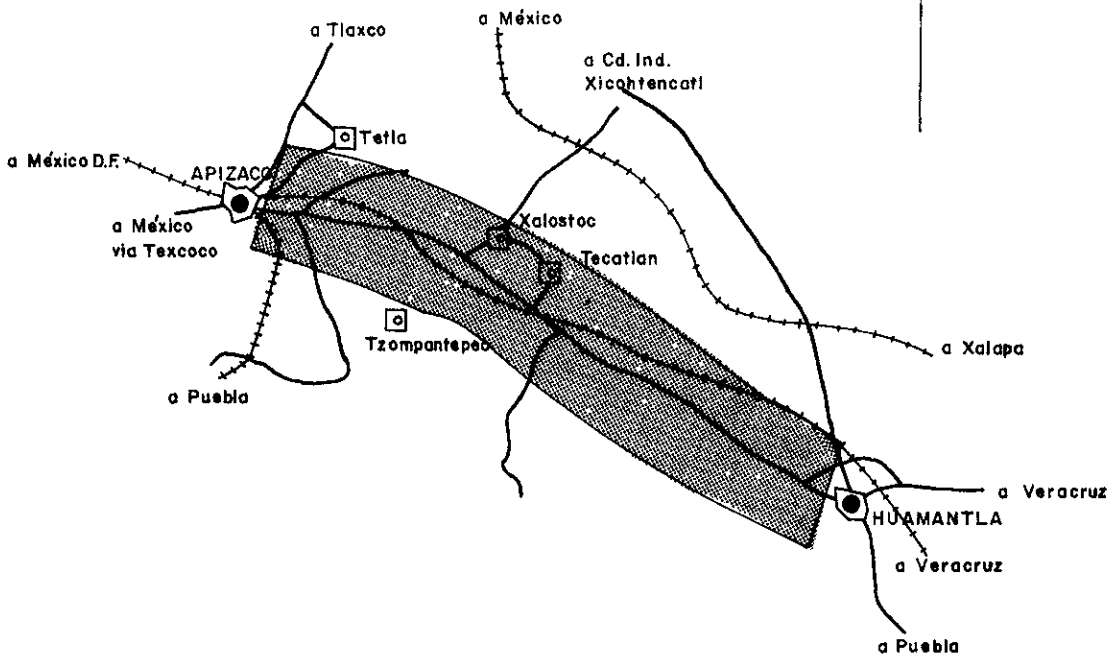 a México
a Tlaxco
a Cd. Ind.
Xicohtencatl
Tetla
a México D.F.
APIZACO
a México
via Texcoco
Xalostoc
Tecatlan
Tzompantepec
a Xalapa
a Puebla
a Veracruz
HUAMANTLA
a Veracruz
a Puebla